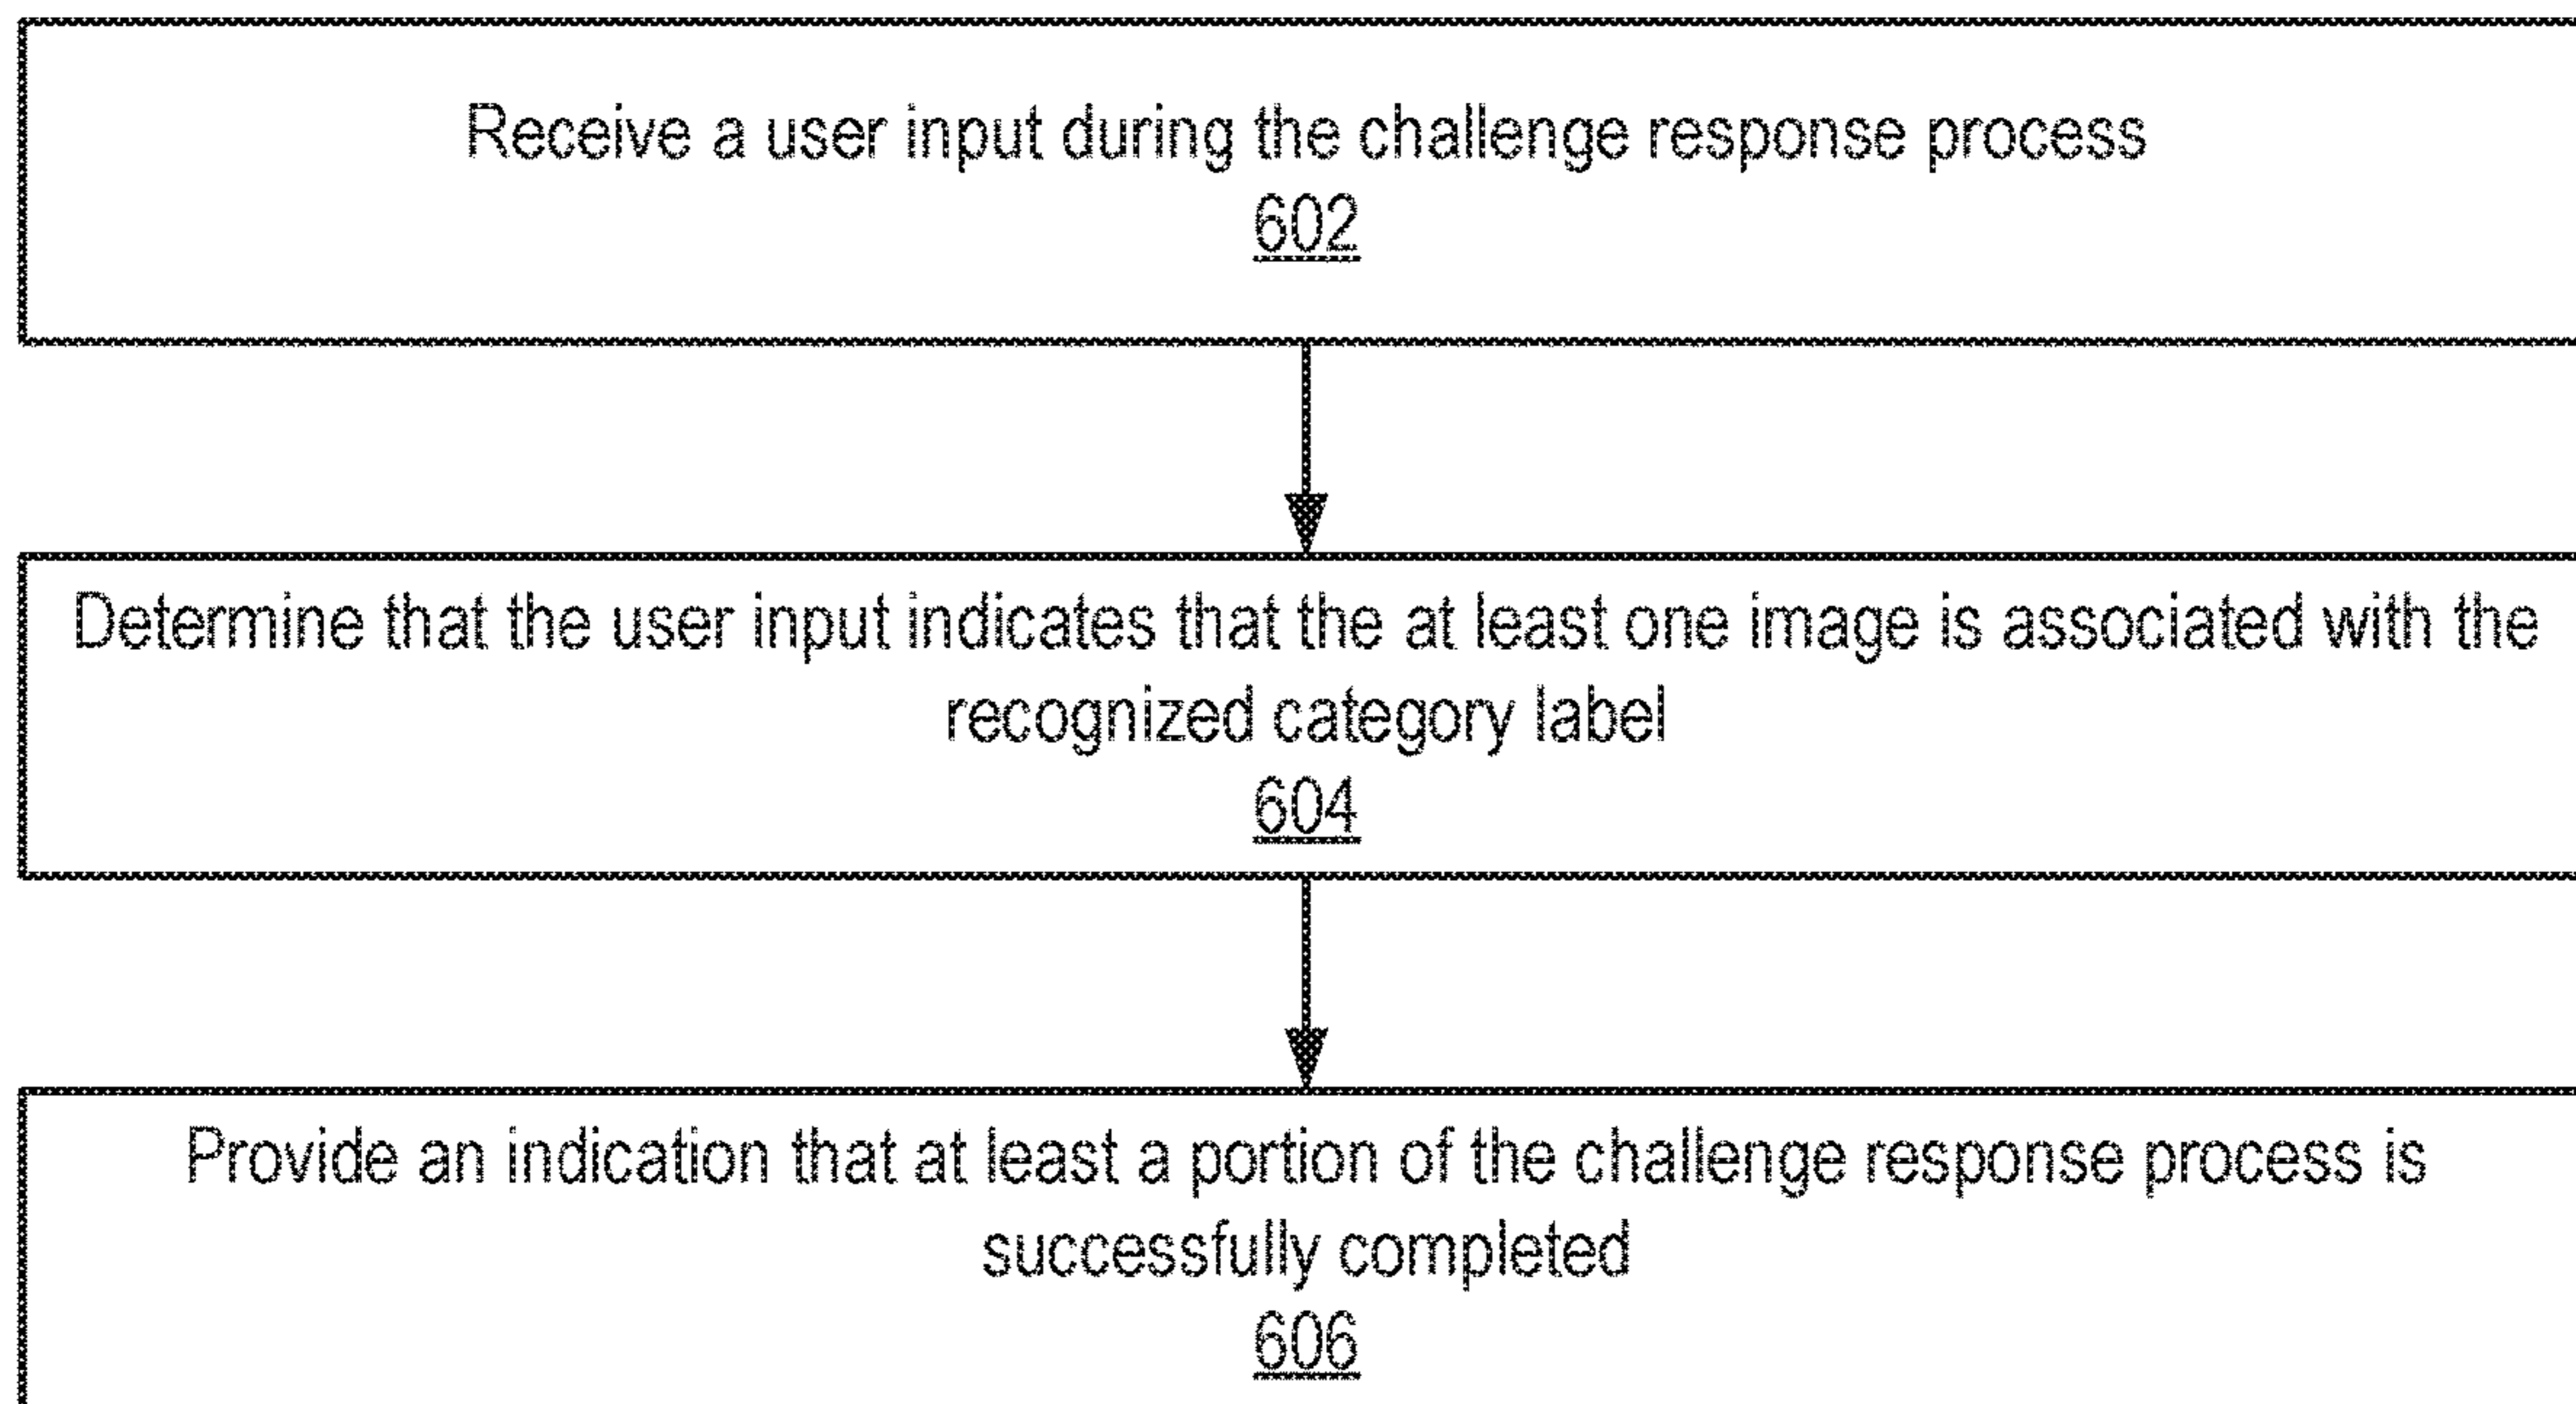 Receive a user input during the challenge response process
602
Determine that the user input indicates that the at least one image is associated with the
recognized category label
604
Provide an indication that at least a portion of the challenge response process is
successfully completed
606